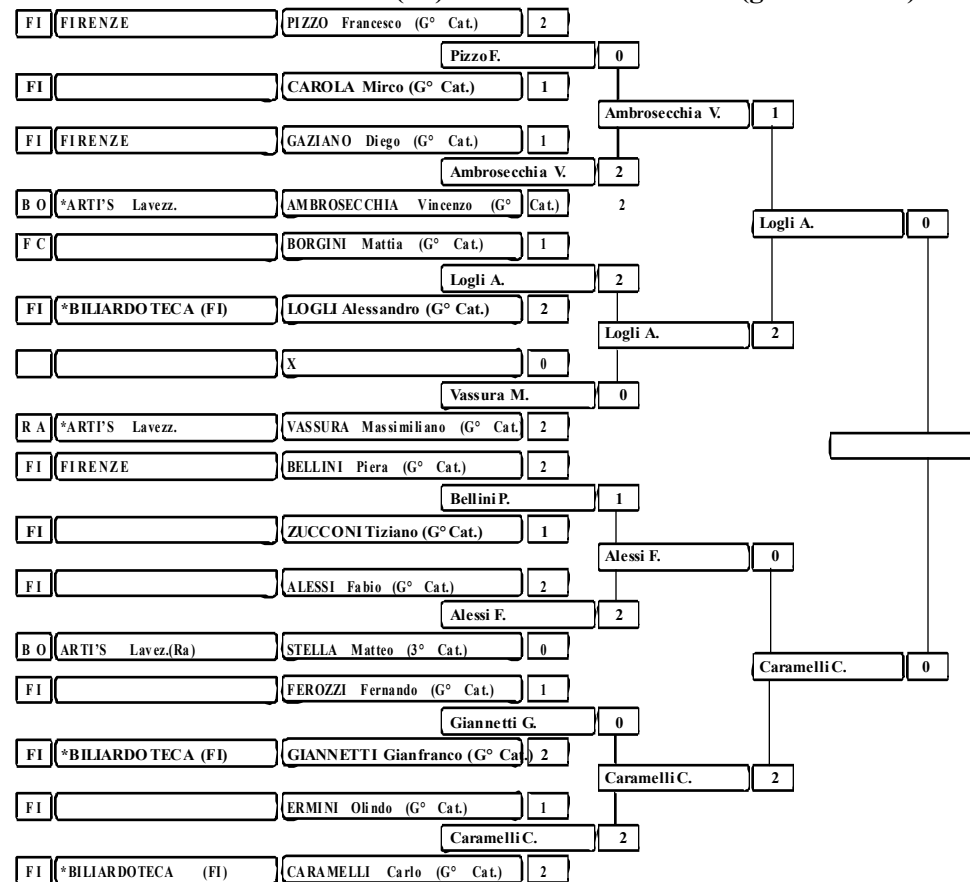 (g
FI FIRENZE PIZZO Francesco (G° Cat.) 2
Pizzo F. 0
FI CAROLA Mirco (G° Cat.) 1
Ambrosecchia V. 1
FI FIRENZE GAZIANO Diego (G° Cat.) 1
Ambrosecchia V. 2
BO *ARTI'S Lavezz. AMBROSECCHIA Vincenzo (G° Cat.) 2
Logli A. 0
FC BORGINI Mattia (G° Cat.) 1
Logli A. 2
FI *BILIARDOTECA (FI) LOGLI Alessandro (G° Cat.) 2
Logli A. 2
X 0
Vassura M. 0
RA *ARTI'S Lavezz. VASSURA Massimiliano (G° Cat.) 2
FI FIRENZE BELLINI Piera (G° Cat.) 2
Bellini P. 1
FI ZUCCONI Tiziano (G° Cat.) 1
Alessi F. 0
FI ALESSI Fabio (G° Cat.) 2
Alessi F. 2
BO ARTI'S Lavez.(Ra) STELLA Matteo (3° Cat.) 0
Caramelli C. 0
FI FEROZZI Fernando (G° Cat.) 1
Giannetti G. 0
FI *BILIARDOTECA (FI) GIANNETTI Gianfranco (G° Cat.) 2
Caramelli C. 2
FI ERMINI Olindo (G° Cat.) 1
Caramelli C. 2
FI *BILIARDOTECA (FI) CARAMELLI Carlo (G° Cat.) 2